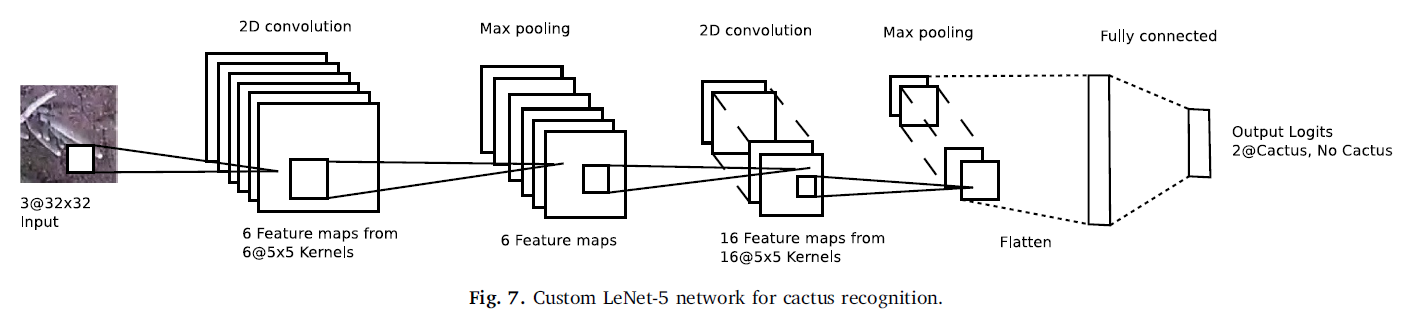 2D convolution
Max pooling
2D convolution
Max pooling
Fully connected
3@32x32
Input
6 Feature maps from
6@5x5 Kernels
6 Feature maps
16 Feature maps from
16@5x5 Kernels
Flatten
Output Logits
2@Cactus, No Cactus
Fig. 7. Custom LeNet-5 network for cactus recognition.